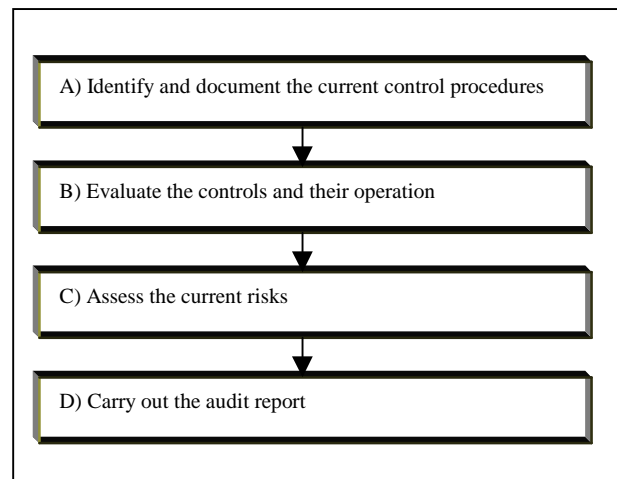 A) Identify and document the current control procedures
B) Evaluate the controls and their operation
C) Assess the current risks
D) Carry out the audit report